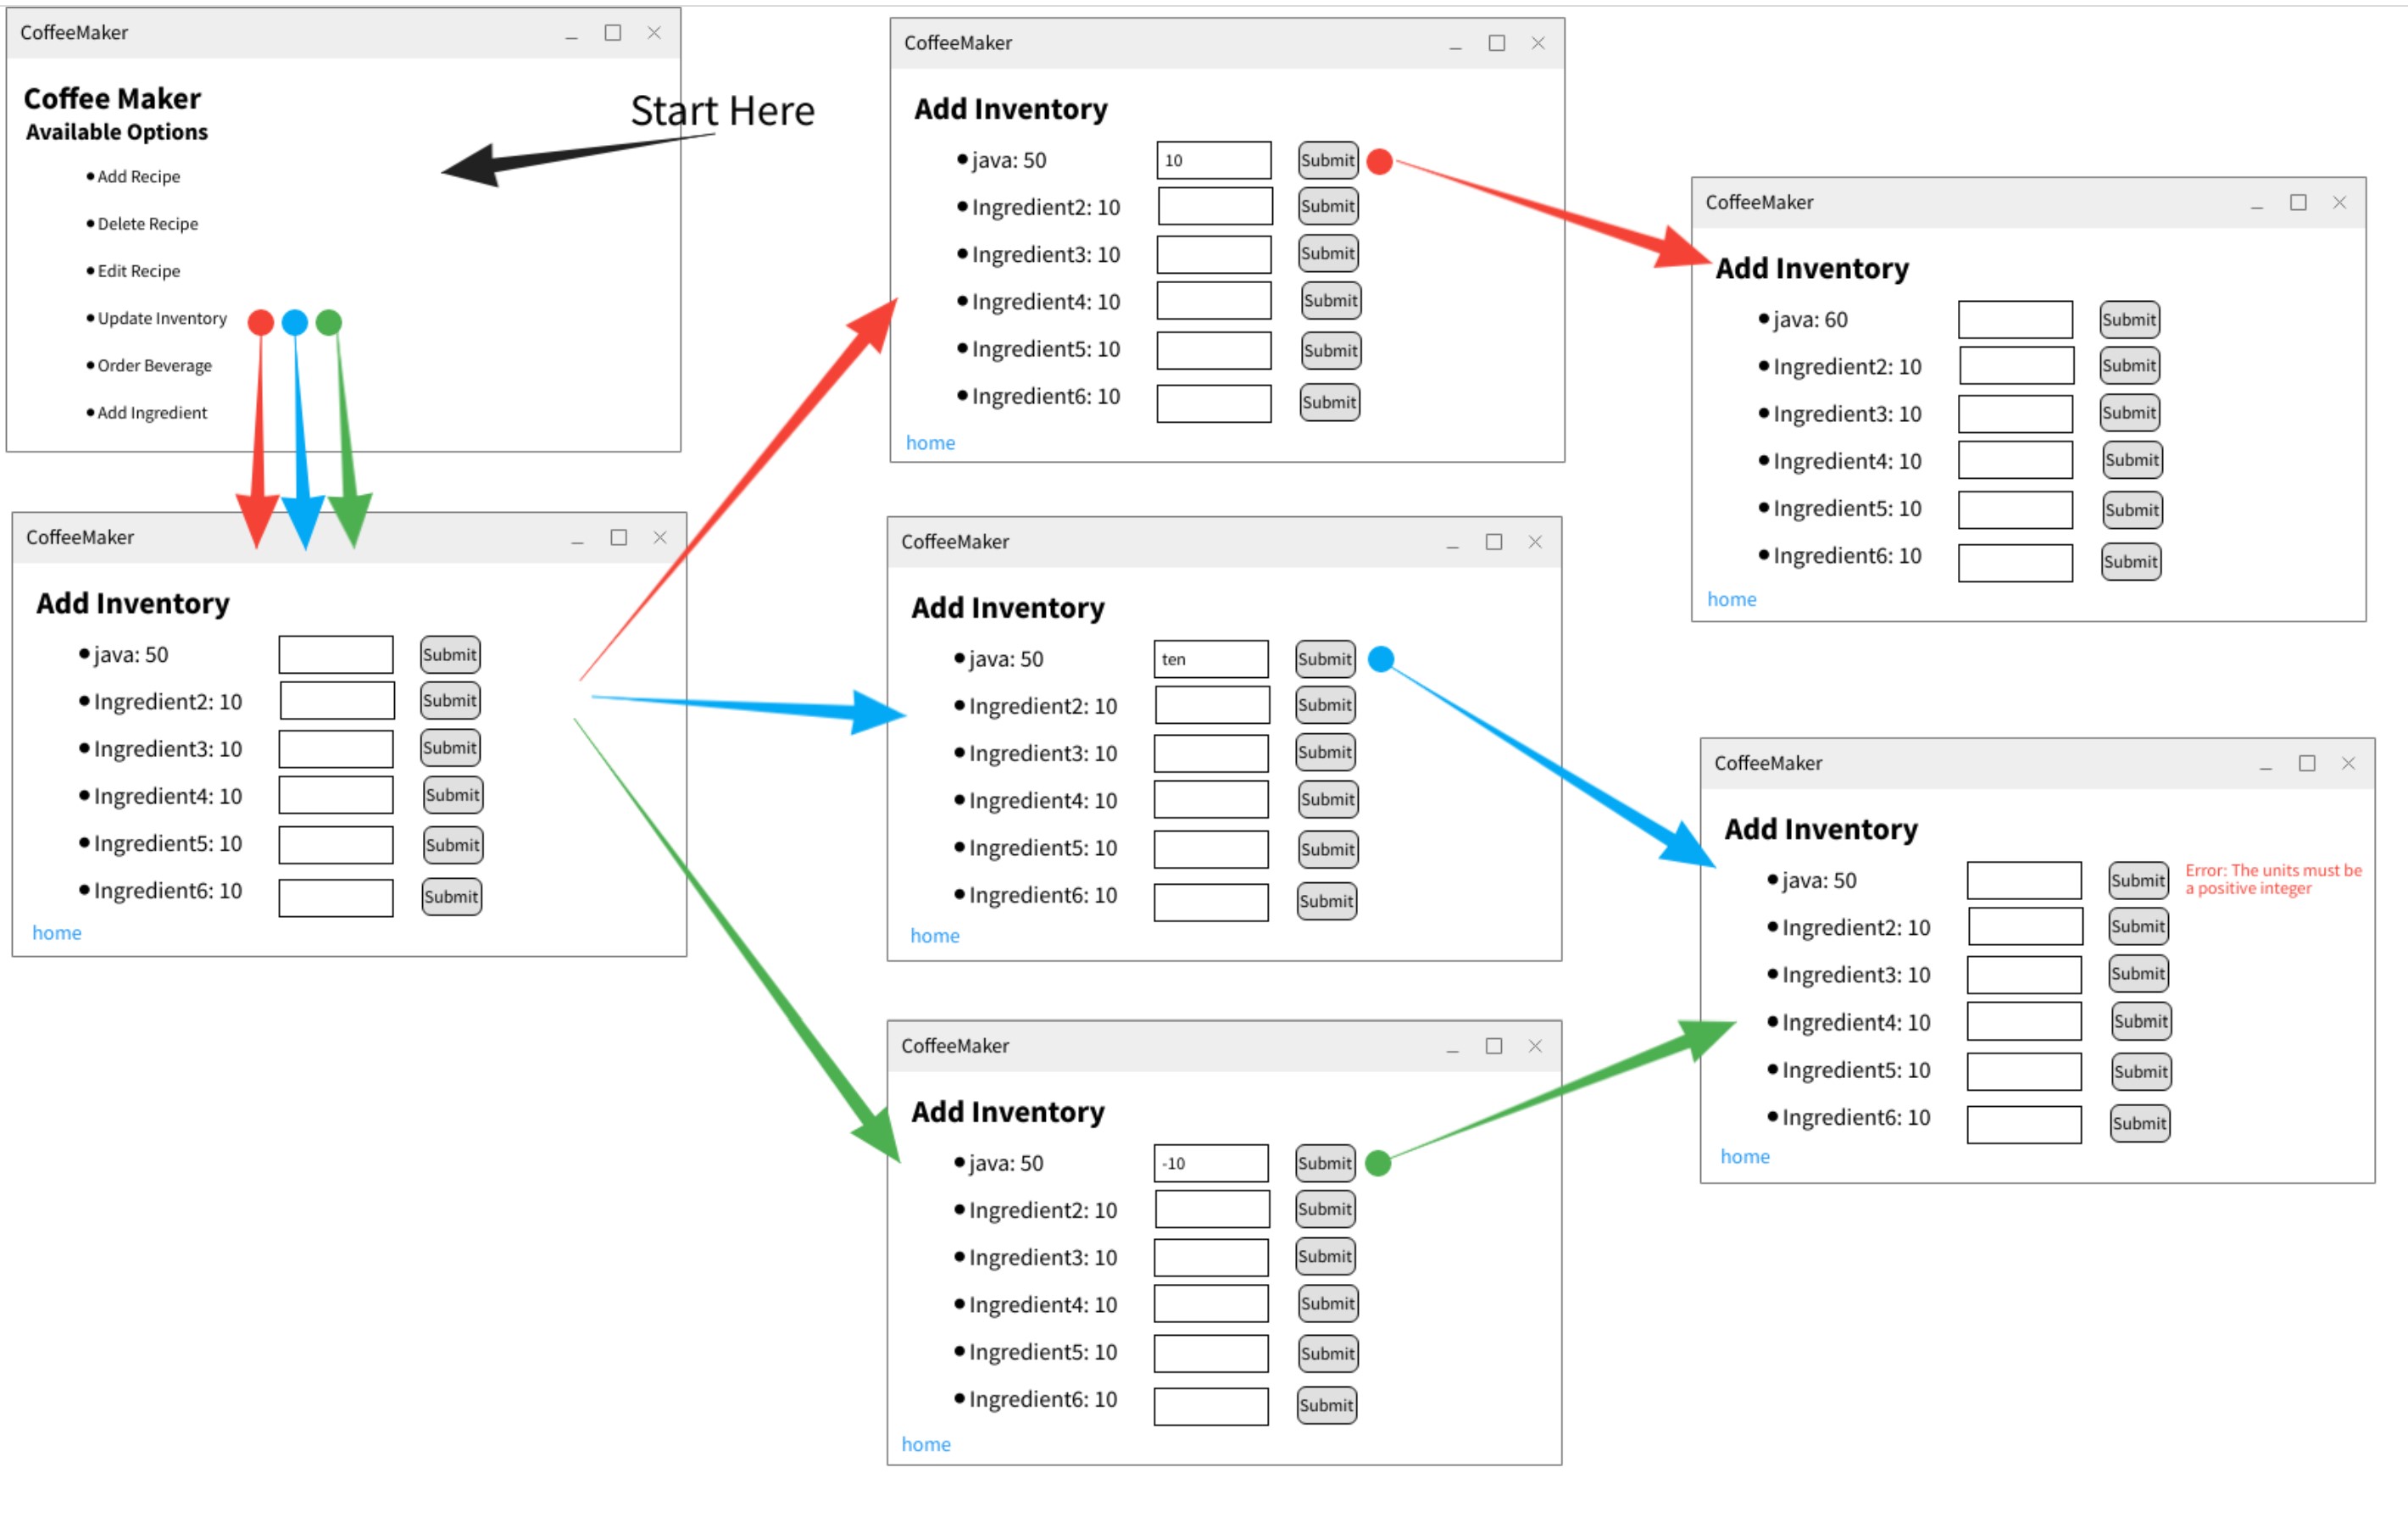 CoffeeMaker
Coffee Maker
Available Options
Add Recipe
Delete Recipe
Edit Recipe
Update Inventory
Order Beverage
Add Ingredient
Start Here
CoffeeMaker
Add Inventory
java: 50 Submit
Ingredient2: 10 Submit
Ingredient3: 10 Submit
Ingredient4: 10 Submit
Ingredient5: 10 Submit
Ingredient6: 10 Submit
home
CoffeeMaker
Add Inventory
java: 50 10 Submit
Ingredient2: 10 Submit
Ingredient3: 10 Submit
Ingredient4: 10 Submit
Ingredient5: 10 Submit
Ingredient6: 10 Submit
home
CoffeeMaker
Add Inventory
java: 50 ten Submit
Ingredient2: 10 Submit
Ingredient3: 10 Submit
Ingredient4: 10 Submit
Ingredient5: 10 Submit
Ingredient6: 10 Submit
home
CoffeeMaker
Add Inventory
java: 50 -10 Submit
Ingredient2: 10 Submit
Ingredient3: 10 Submit
Ingredient4: 10 Submit
Ingredient5: 10 Submit
Ingredient6: 10 Submit
home
CoffeeMaker
Add Inventory
java: 60 Submit
Ingredient2: 10 Submit
Ingredient3: 10 Submit
Ingredient4: 10 Submit
Ingredient5: 10 Submit
Ingredient6: 10 Submit
home
CoffeeMaker
Add Inventory
java: 50 Submit
Error: The units must be
a positive integer
Ingredient2: 10 Submit
Ingredient3: 10 Submit
Ingredient4: 10 Submit
Ingredient5: 10 Submit
Ingredient6: 10 Submit
home